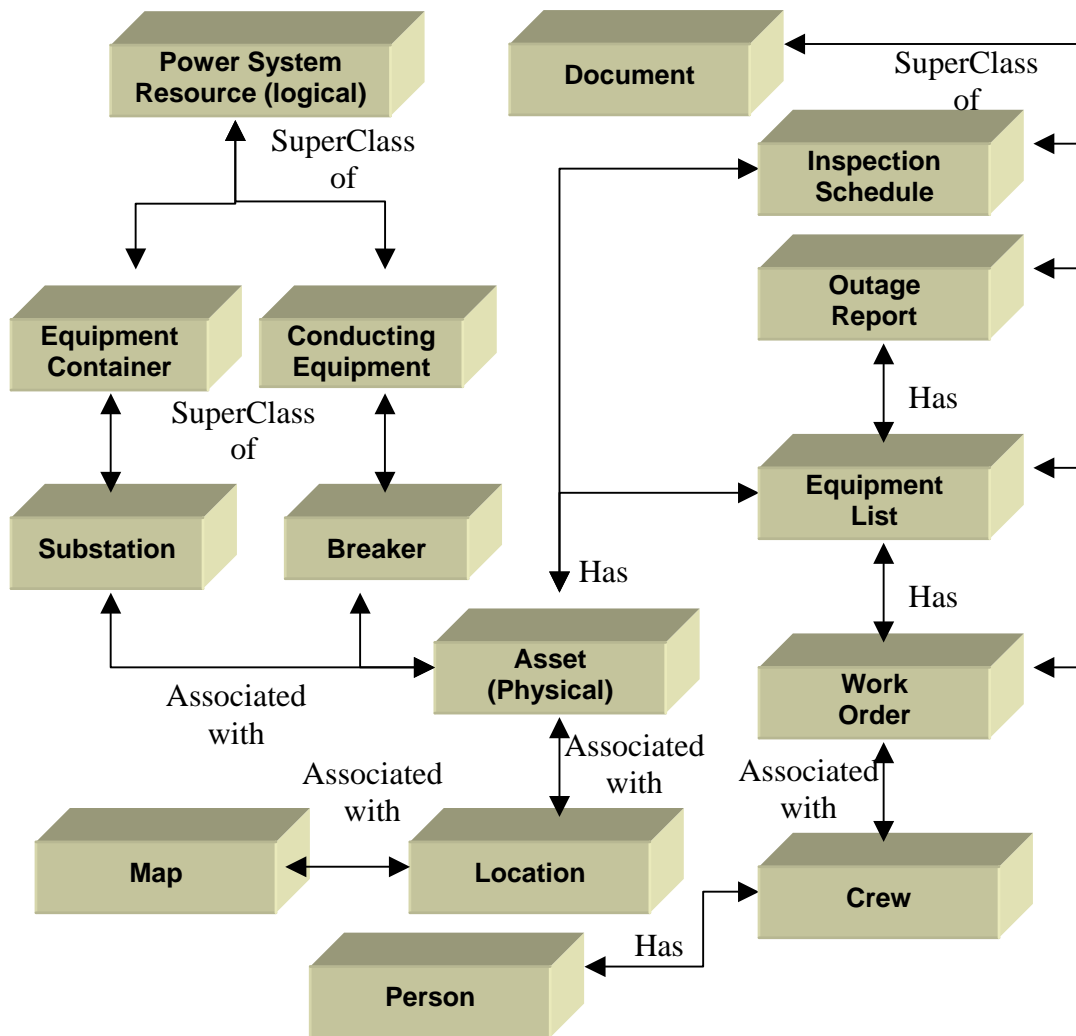 Power System
Resource (logical)
Document
SuperClass
of
SuperClass
of
Inspection
Schedule
Outage
Report
Equipment
Container
Conducting
Equipment
SuperClass
of
Has
Equipment
List
Substation
Breaker
Has
Has
Asset
(Physical)
Work
Order
Associated
with
Associated
with
Associated
with
Associated
with
Map
Location
Crew
Has
Person